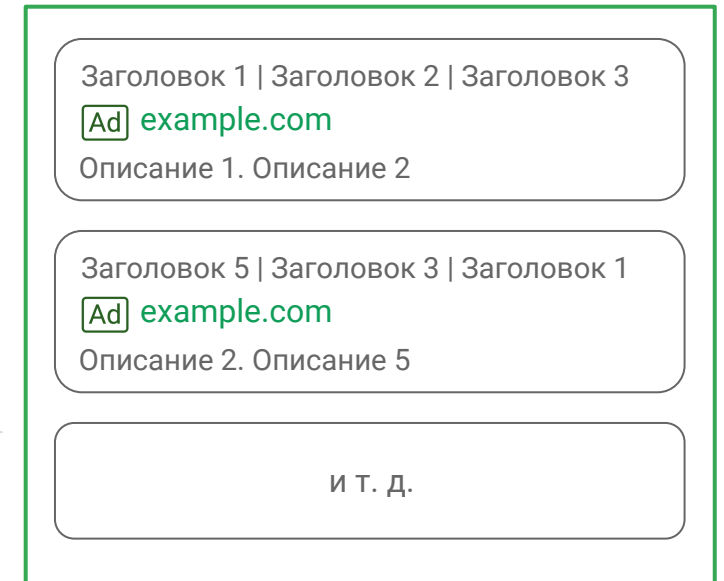 Заголовок 1 | Заголовок 2 | Заголовок 3
Ad example.com
Описание 1. Описание 2
Заголовок 5 | Заголовок 3 | Заголовок 1
Ad example.com
Описание 2. Описание 5
и т. д.